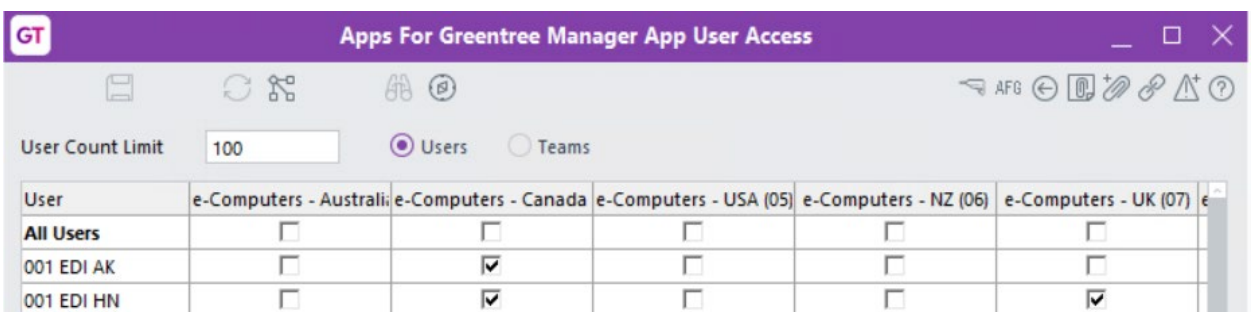 GT Apps For Greentree Manager App User Access
AFG
User Count Limit 100 Users Teams
User e-Computers - Australi e-Computers - Canada e-Computers - USA (05) e-Computers - NZ (06) e-Computers - UK (07)
All Users
001 EDI AK
001 EDI HN